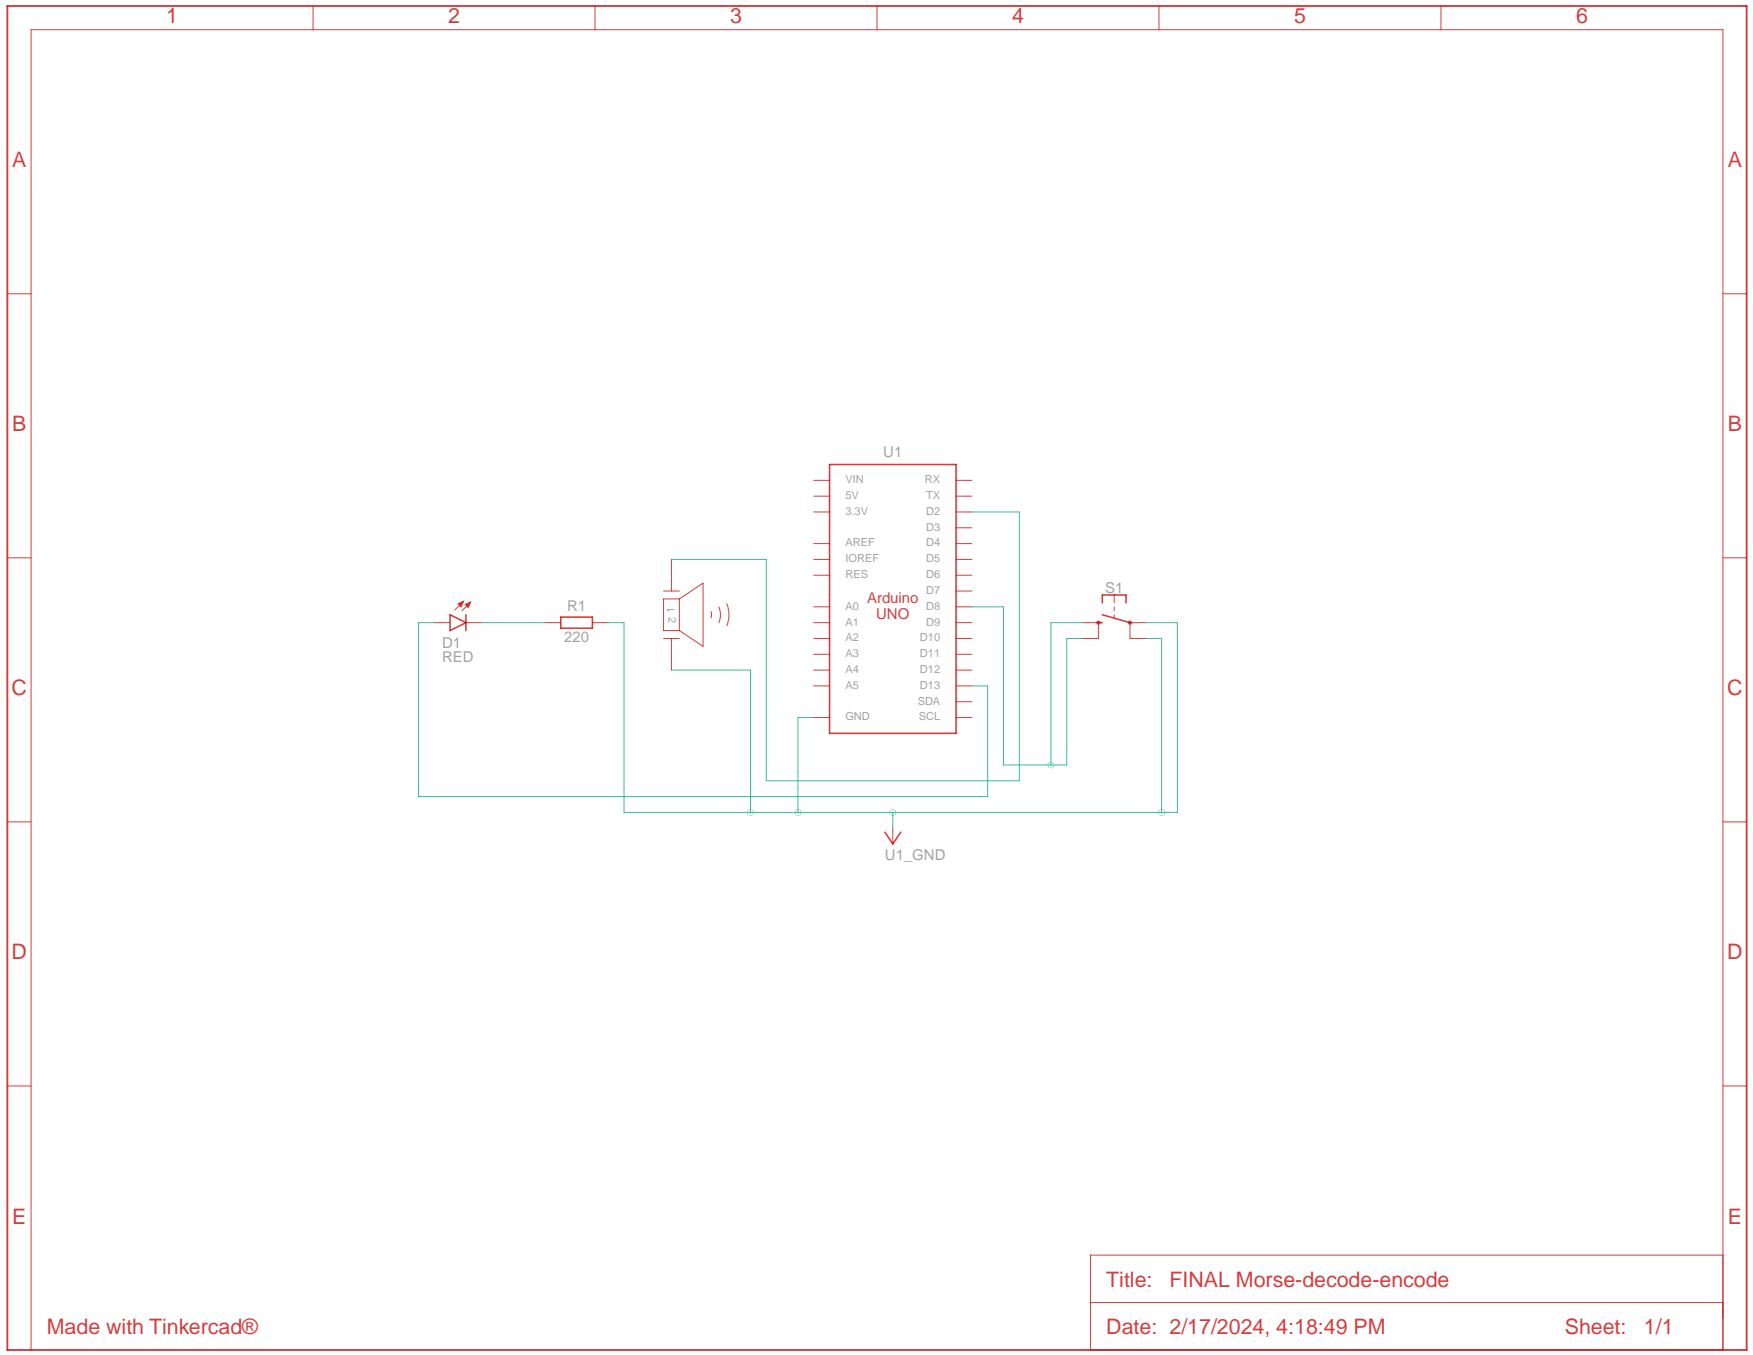 1 2 3 4 5 6
A A
B B
C C
D D
E E
U1
VIN RX
5V TX
3.3V D2
D3
AREF D4
IOREF D5
RES D6
D7
Arduino
UNO
A0 D8
A1 D9
A2 D10
A3 D11
A4 D12
A5 D13
SDA
GND SCL
D1
RED
R1
220
1 2
S1
U1_GND
Title: FINAL Morse-decode-encode
Made with Tinkercad®
Date: 2/17/2024, 4:18:49 PM Sheet: 1/1